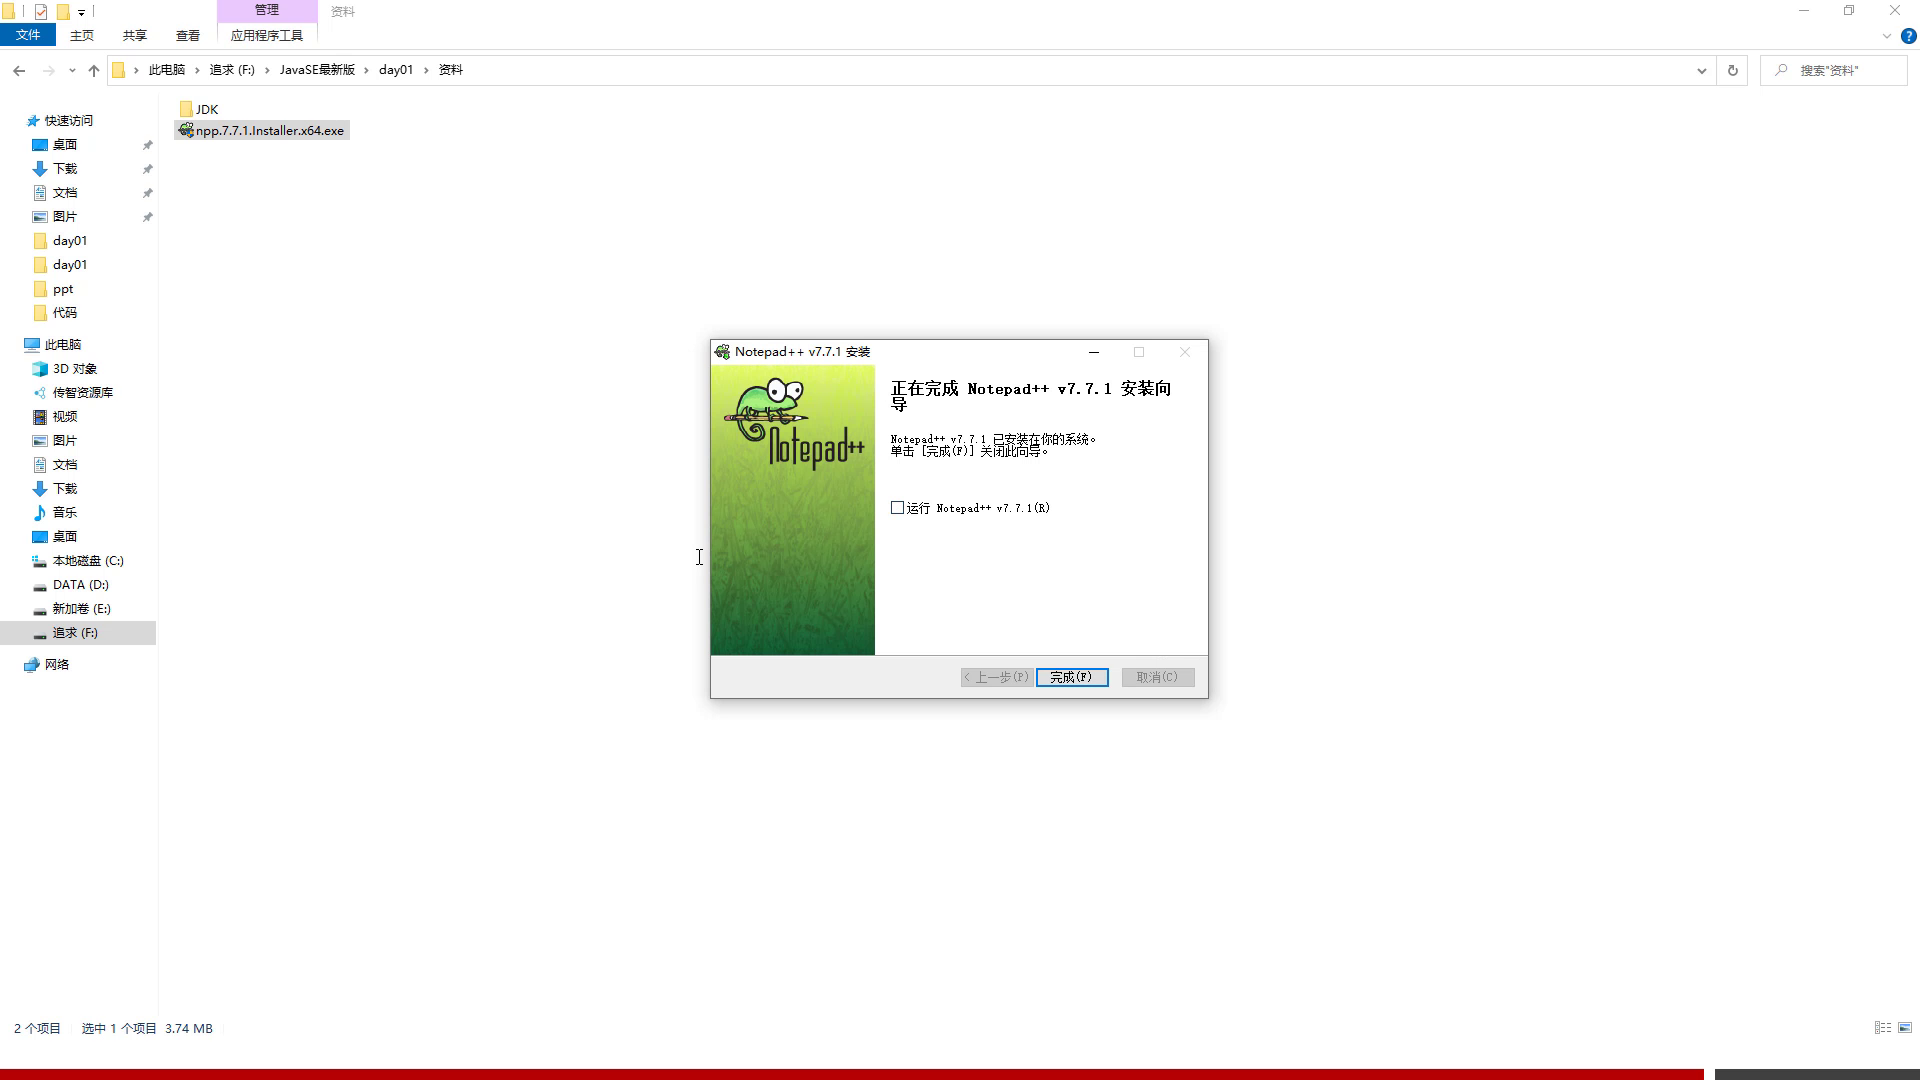 管理
资料
文件
主页
共享
查看
应用程序工具
此电脑 › 追求 (F:) › JavaSE最新版 › day01 › 资料
搜索"资料"
快速访问
桌面
下载
文档
图片
day01
day01
ppt
代码
此电脑
3D 对象
传智资源库
视频
图片
文档
下载
音乐
桌面
本地磁盘 (C:)
DATA (D:)
新加卷 (E:)
追求 (F:)
网络
JDK
npp.7.7.1.Installer.x64.exe
Notepad++ v7.7.1 安装
Notepad++
正在完成 Notepad++ v7.7.1 安装向
导
Notepad++ v7.7.1 已安装在你的系统。
单击 [完成(F)] 关闭此向导。
运行 Notepad++ v7.7.1(R)
< 上一步(P)
完成(F)
取消(C)
2 个项目
选中 1 个项目 3.74 MB